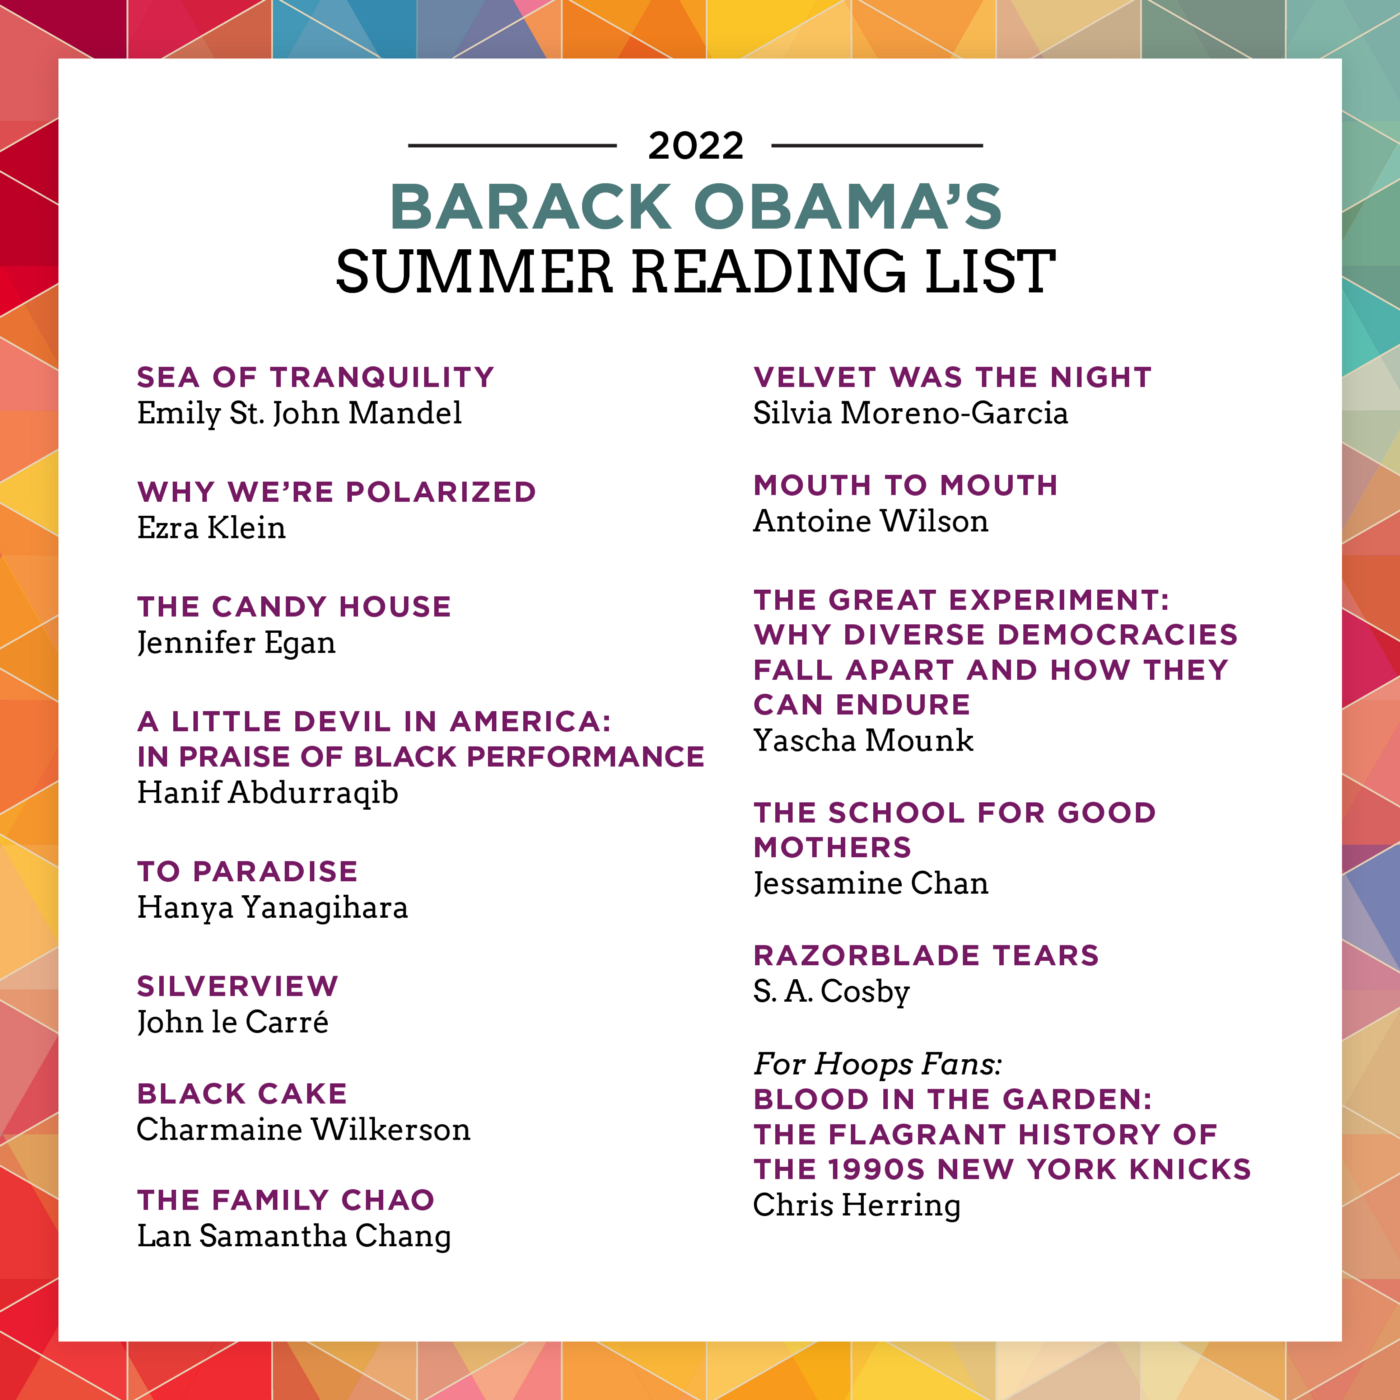 2022
BARACK OBAMA’S
SUMMER READING LIST
SEA OF TRANQUILITY
Emily St. John Mandel
WHY WE’RE POLARIZED
Ezra Klein
THE CANDY HOUSE
Jennifer Egan
A LITTLE DEVIL IN AMERICA:
IN PRAISE OF BLACK PERFORMANCE
Hanif Abdurraqib
TO PARADISE
Hanya Yanagihara
SILVERVIEW
John le Carré
BLACK CAKE
Charmaine Wilkerson
THE FAMILY CHAO
Lan Samantha Chang
VELVET WAS THE NIGHT
Silvia Moreno-Garcia
MOUTH TO MOUTH
Antoine Wilson
THE GREAT EXPERIMENT:
WHY DIVERSE DEMOCRACIES
FALL APART AND HOW THEY
CAN ENDURE
Yascha Mounk
THE SCHOOL FOR GOOD
MOTHERS
Jessamine Chan
RAZORBLADE TEARS
S. A. Cosby
For Hoops Fans:
BLOOD IN THE GARDEN:
THE FLAGRANT HISTORY OF
THE 1990S NEW YORK KNICKS
Chris Herring